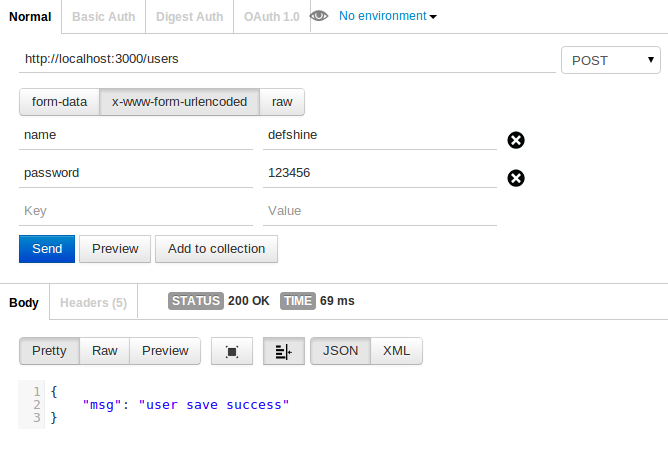 Normal Basic Auth Digest Auth OAuth 1.0 No environment
http://localhost:3000/users POST
form-data x-www-form-urlencoded raw
name defshine
password 123456
Key Value
Send Preview Add to collection
Body Headers (5) STATUS 200 OK TIME 69 ms
Pretty Raw Preview JSON XML
1 {
2 "msg": "user save success"
3 }